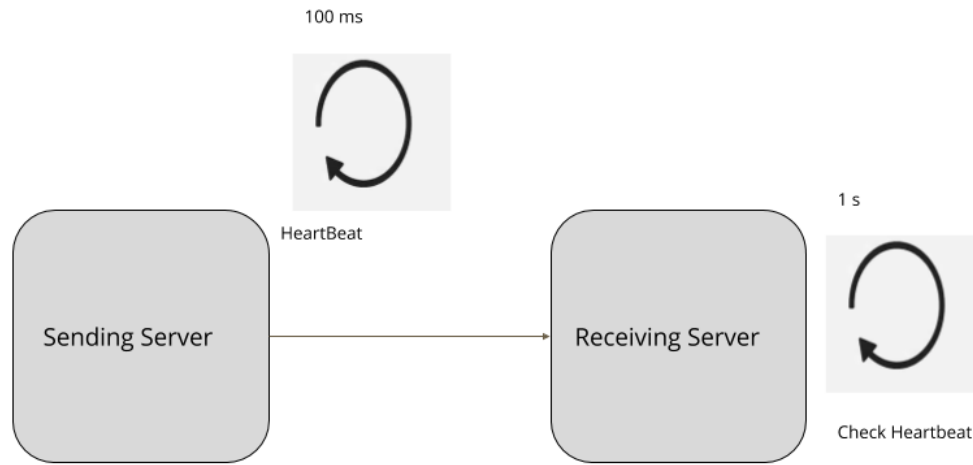 100 ms
HeartBeat
1 s
Sending Server
Receiving Server
Check Heartbeat